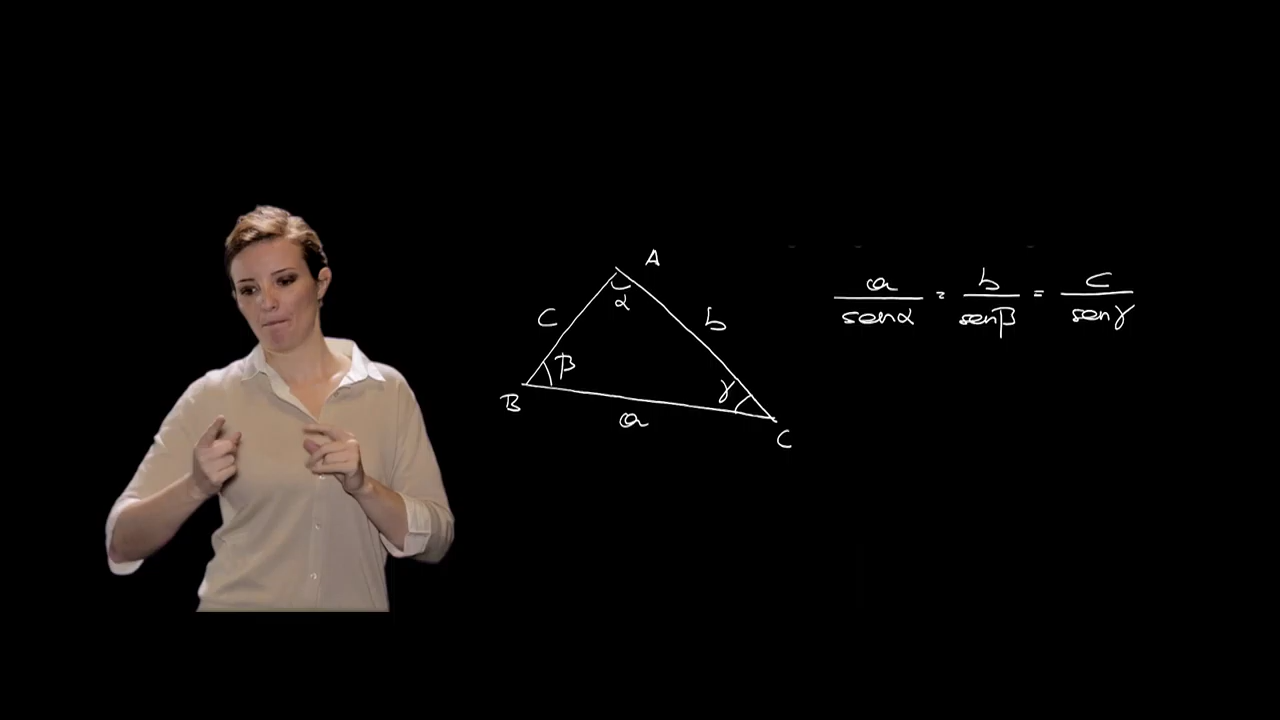 A
α
c
b
β
γ
B
a
C
a/senα = b/senβ = c/senγ